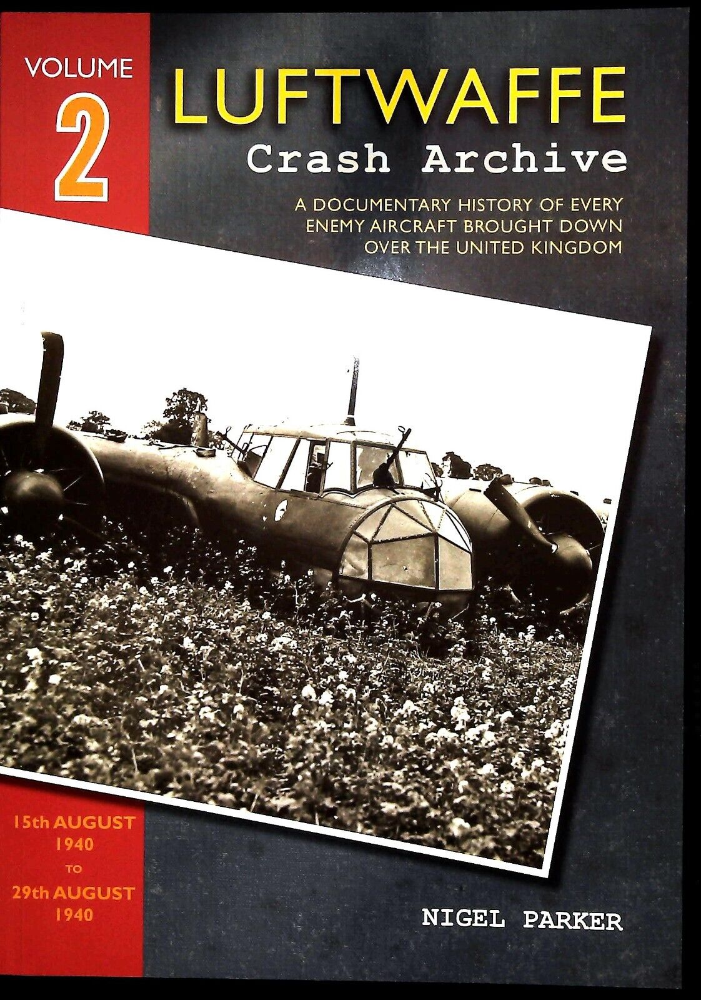 VOLUME
2
LUFTWAFFE
Crash Archive
A DOCUMENTARY HISTORY OF EVERY
ENEMY AIRCRAFT BROUGHT DOWN
OVER THE UNITED KINGDOM
15th AUGUST
1940
TO
29th AUGUST
1940
NIGEL PARKER